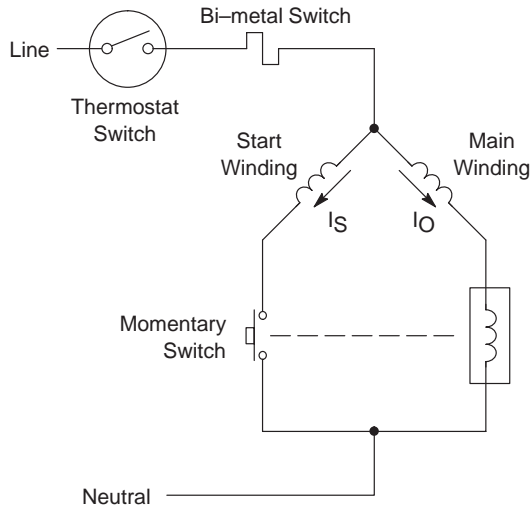 Bi–metal Switch
Line
Thermostat
Switch
Start
Winding
Main
Winding
IS
IO
Momentary
Switch
Neutral